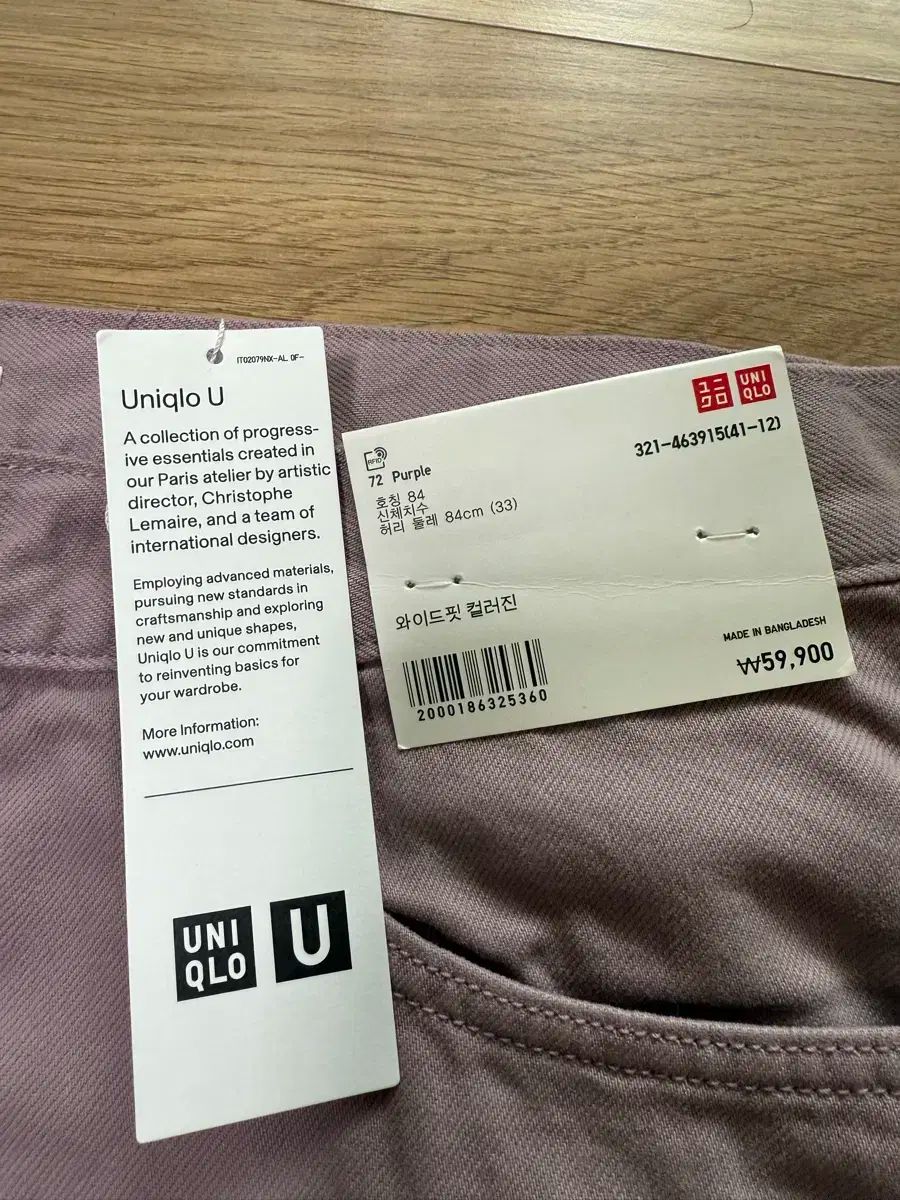 IT02079NX-AL OF-
Uniqlo U
A collection of progress-
ive essentials created in
our Paris atelier by artistic
director, Christophe
Lemaire, and a team of
international designers.
Employing advanced materials,
pursuing new standards in
craftsmanship and exploring
new and unique shapes,
Uniqlo U is our commitment
to reinventing basics for
your wardrobe.
More Information:
www.uniqlo.com
UNI
QLO
U
ユニ
クロ
UNI
QLO
321-463915(41-12)
RFID
72 Purple
호칭 84
신체치수
허리 둘레 84cm (33)
와이드핏 컬러진
MADE IN BANGLADESH
₩59,900
2000186325360